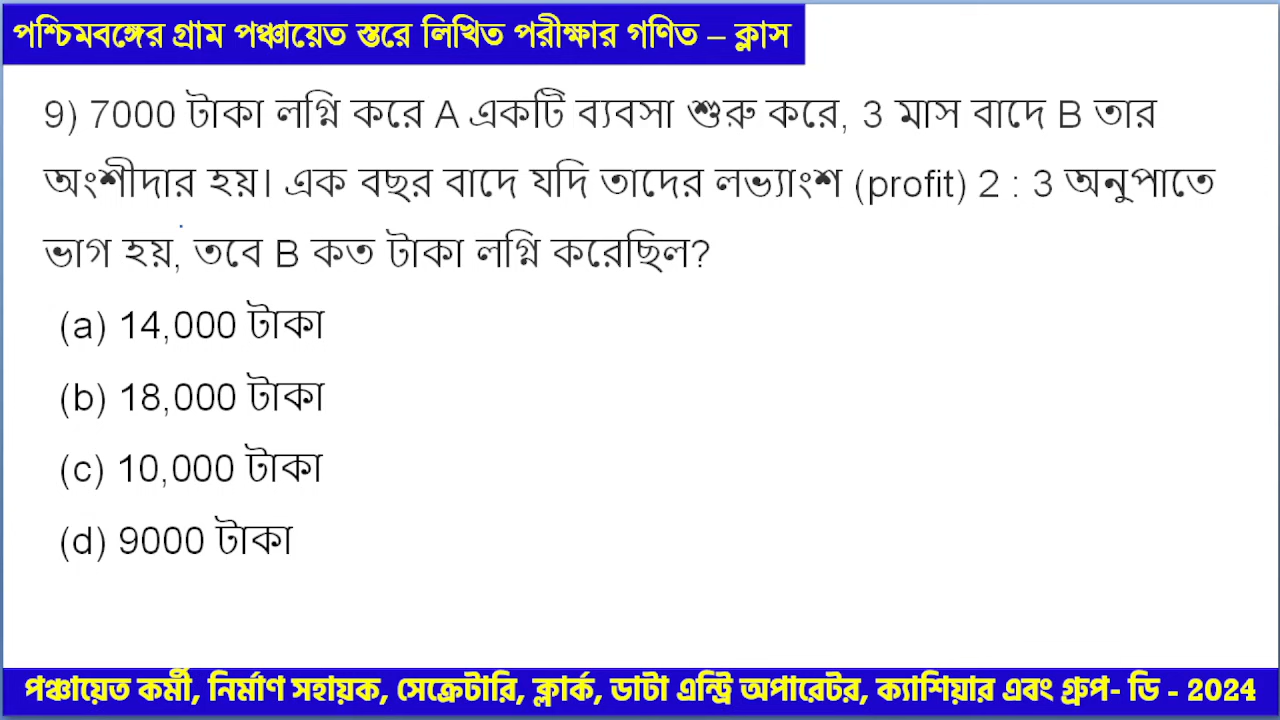 পশ্চিমবঙ্গের গ্রাম পঞ্চায়েত স্তরে লিখিত পরীক্ষার গণিত – ক্লাস
9) 7000 টাকা লগ্নি করে A একটি ব্যবসা শুরু করে, 3 মাস বাদে B তার
অংশীদার হয়। এক বছর বাদে যদি তাদের লভ্যাংশ (profit) 2 : 3 অনুপাতে
ভাগ হয়, তবে B কত টাকা লগ্নি করেছিল?
(a) 14,000 টাকা
(b) 18,000 টাকা
(c) 10,000 টাকা
(d) 9000 টাকা
পঞ্চায়েত কর্মী, নির্মাণ সহায়ক, সেক্রেটারি, ক্লার্ক, ডাটা এন্ট্রি অপারেটর, ক্যাশিয়ার এবং গ্রুপ- ডি - 2024